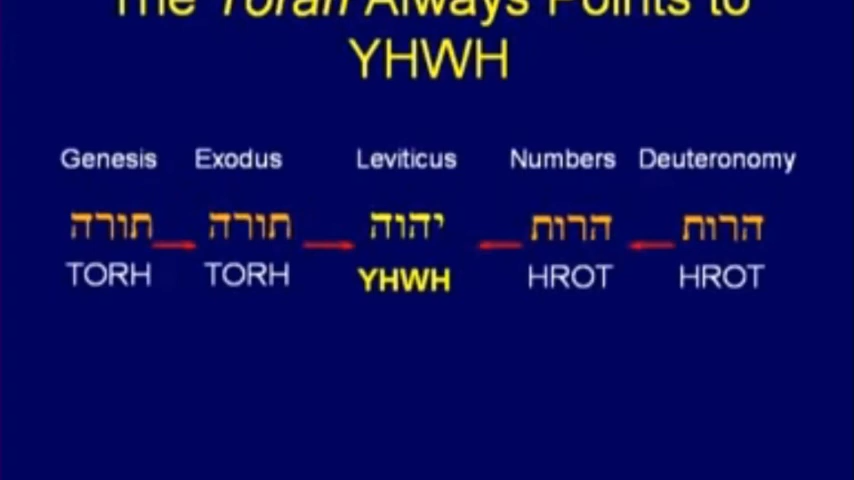 The Torah Always Points to
YHWH
Genesis Exodus Leviticus Numbers Deuteronomy
תורה תורה יהוה הרות הרות
TORH TORH YHWH HROT HROT